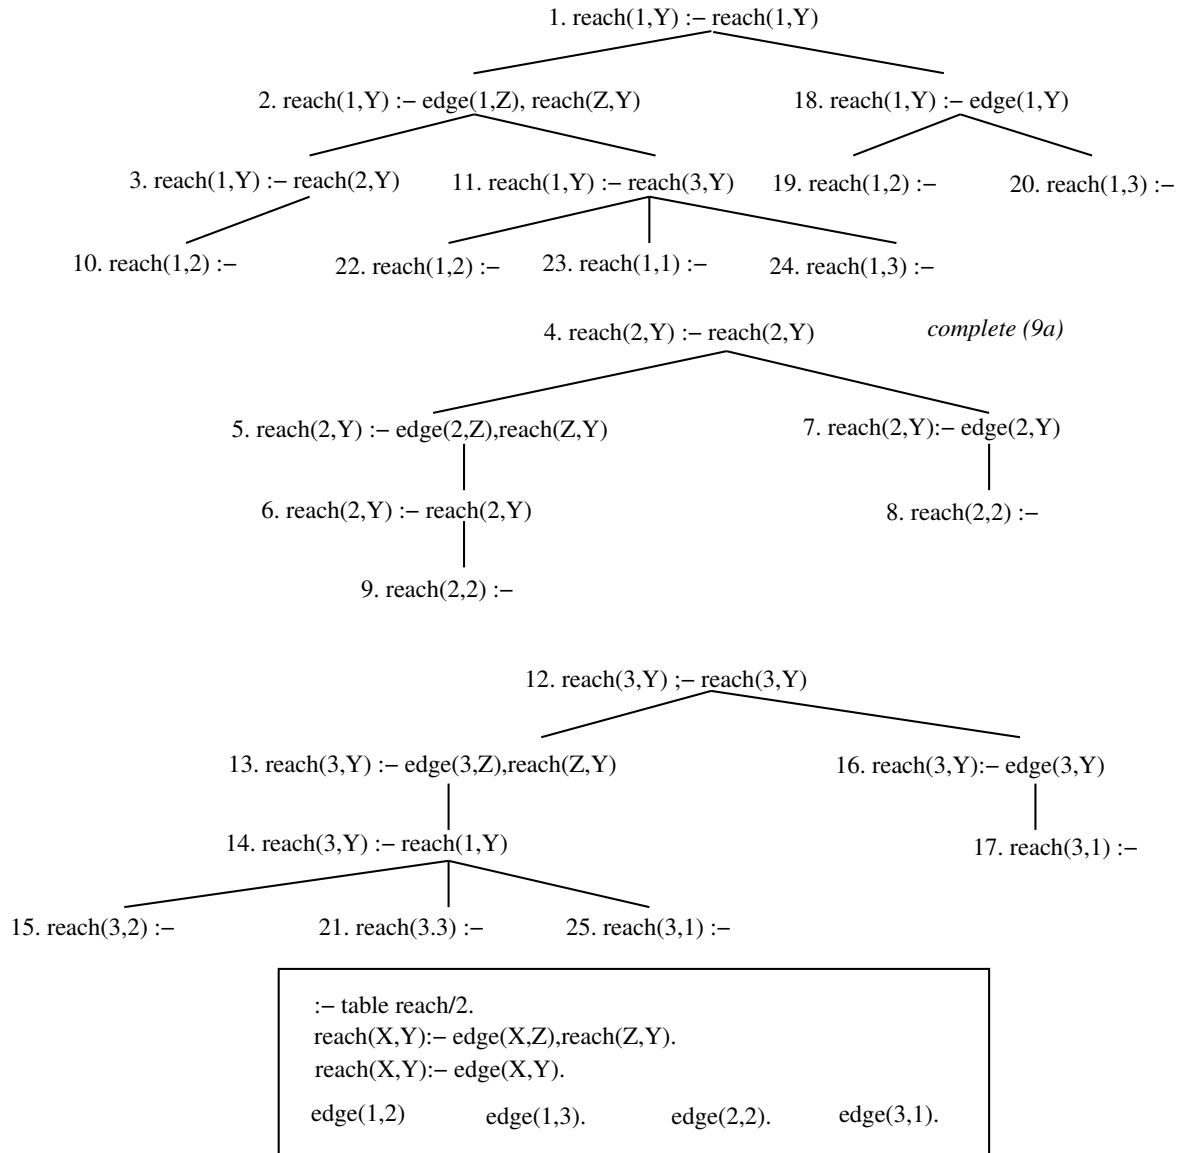 1. reach(1,Y) :− reach(1,Y)
2. reach(1,Y) :− edge(1,Z), reach(Z,Y)
18. reach(1,Y) :− edge(1,Y)
3. reach(1,Y) :− reach(2,Y)
11. reach(1,Y) :− reach(3,Y)
19. reach(1,2) :−
20. reach(1,3) :−
10. reach(1,2) :−
22. reach(1,2) :−
23. reach(1,1) :−
24. reach(1,3) :−
4. reach(2,Y) :− reach(2,Y)
complete (9a)
5. reach(2,Y) :− edge(2,Z),reach(Z,Y)
7. reach(2,Y):− edge(2,Y)
6. reach(2,Y) :− reach(2,Y)
8. reach(2,2) :−
9. reach(2,2) :−
12. reach(3,Y) ;− reach(3,Y)
13. reach(3,Y) :− edge(3,Z),reach(Z,Y)
16. reach(3,Y):− edge(3,Y)
14. reach(3,Y) :− reach(1,Y)
17. reach(3,1) :−
15. reach(3,2) :−
21. reach(3.3) :−
25. reach(3,1) :−
:− table reach/2.
reach(X,Y):− edge(X,Z),reach(Z,Y).
reach(X,Y):− edge(X,Y).
edge(1,2)
edge(1,3).
edge(2,2).
edge(3,1).